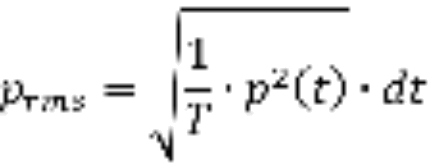 p_rms = √(1/T · p²(t)) · dt